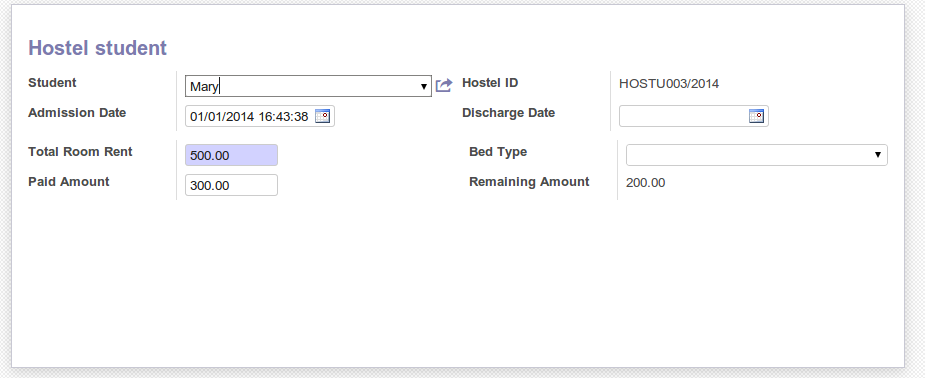 Hostel student
Student Mary Hostel ID HOSTU003/2014
Admission Date 01/01/2014 16:43:38 Discharge Date
Total Room Rent 500.00 Bed Type
Paid Amount 300.00 Remaining Amount 200.00